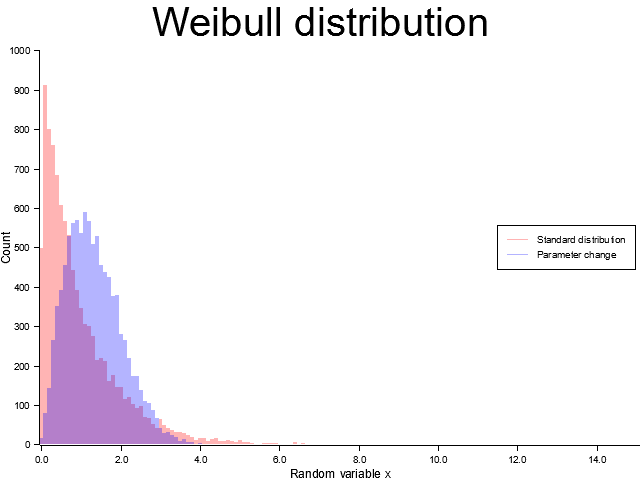 Weibull distribution
1000
900
800
700
600
500
400
300
200
100
0
Count
0.0 2.0 4.0 6.0 8.0 10.0 12.0 14.0
Random variable x
Standard distribution
Parameter change